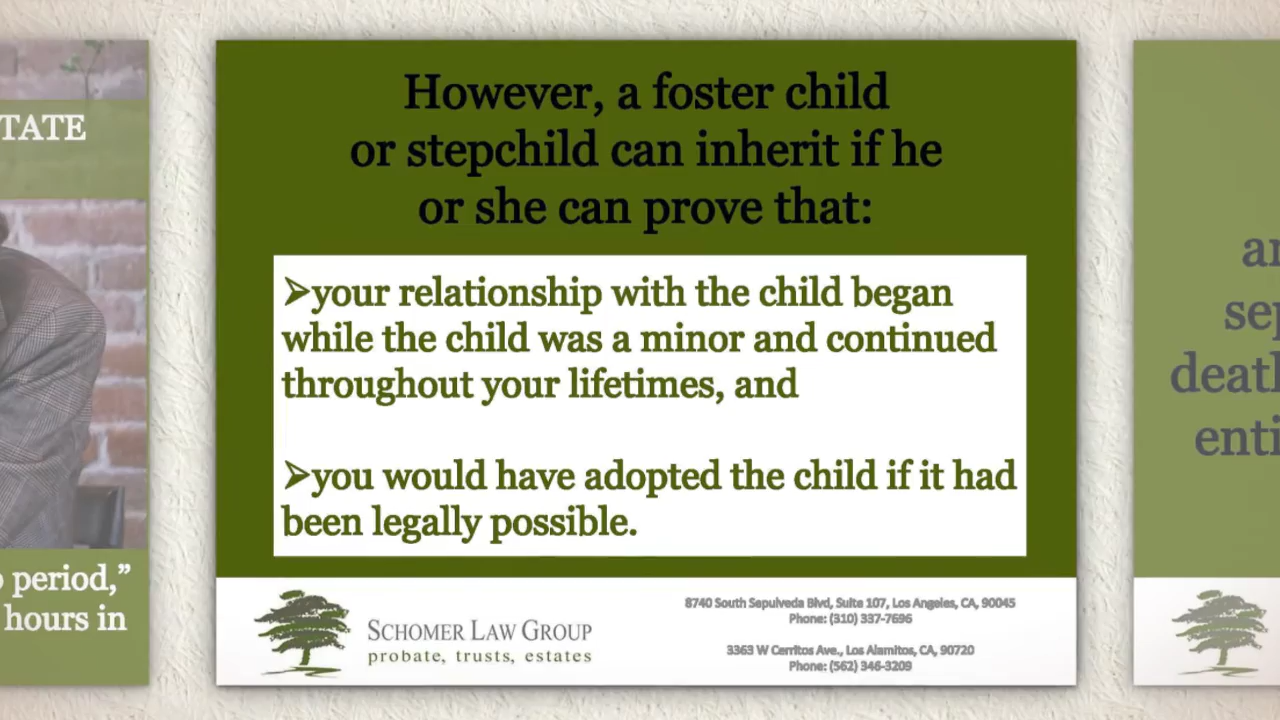 TATE
period,”
hours in
However, a foster child
or stepchild can inherit if he
or she can prove that:
➢your relationship with the child began
while the child was a minor and continued
throughout your lifetimes, and
➢you would have adopted the child if it had
been legally possible.
SCHOMER LAW GROUP
probate, trusts, estates
8740 South Sepulveda Blvd, Suite 107, Los Angeles, CA, 90045
Phone: (310) 337-7696
3363 W Cerritos Ave., Los Alamitos, CA, 90720
Phone: (562) 346-3209